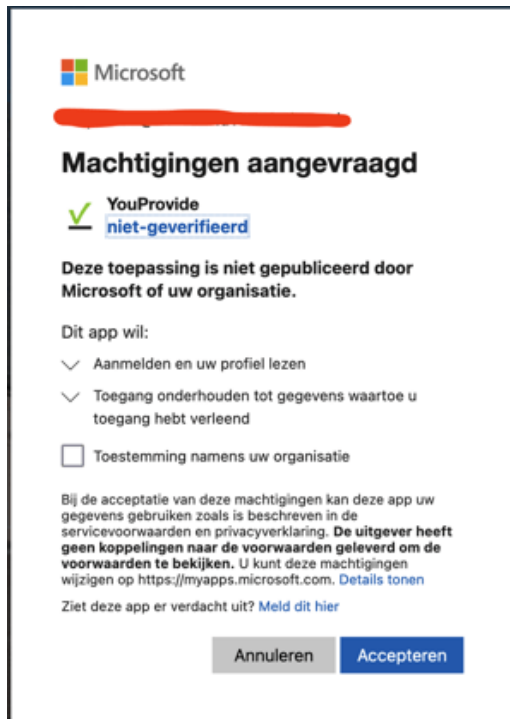 Microsoft
Machtigingen aangevraagd
YouProvide
niet-geverifieerd
Deze toepassing is niet gepubliceerd door
Microsoft of uw organisatie.
Dit app wil:
Aanmelden en uw profiel lezen
Toegang onderhouden tot gegevens waartoe u
toegang hebt verleend
Toestemming namens uw organisatie
Bij de acceptatie van deze machtigingen kan deze app uw
gegevens gebruiken zoals is beschreven in de
servicevoorwaarden en privacyverklaring. De uitgever heeft
geen koppelingen naar de voorwaarden geleverd om de
voorwaarden te bekijken. U kunt deze machtigingen
wijzigen op https://myapps.microsoft.com. Details tonen
Ziet deze app er verdacht uit? Meld dit hier
Annuleren Accepteren